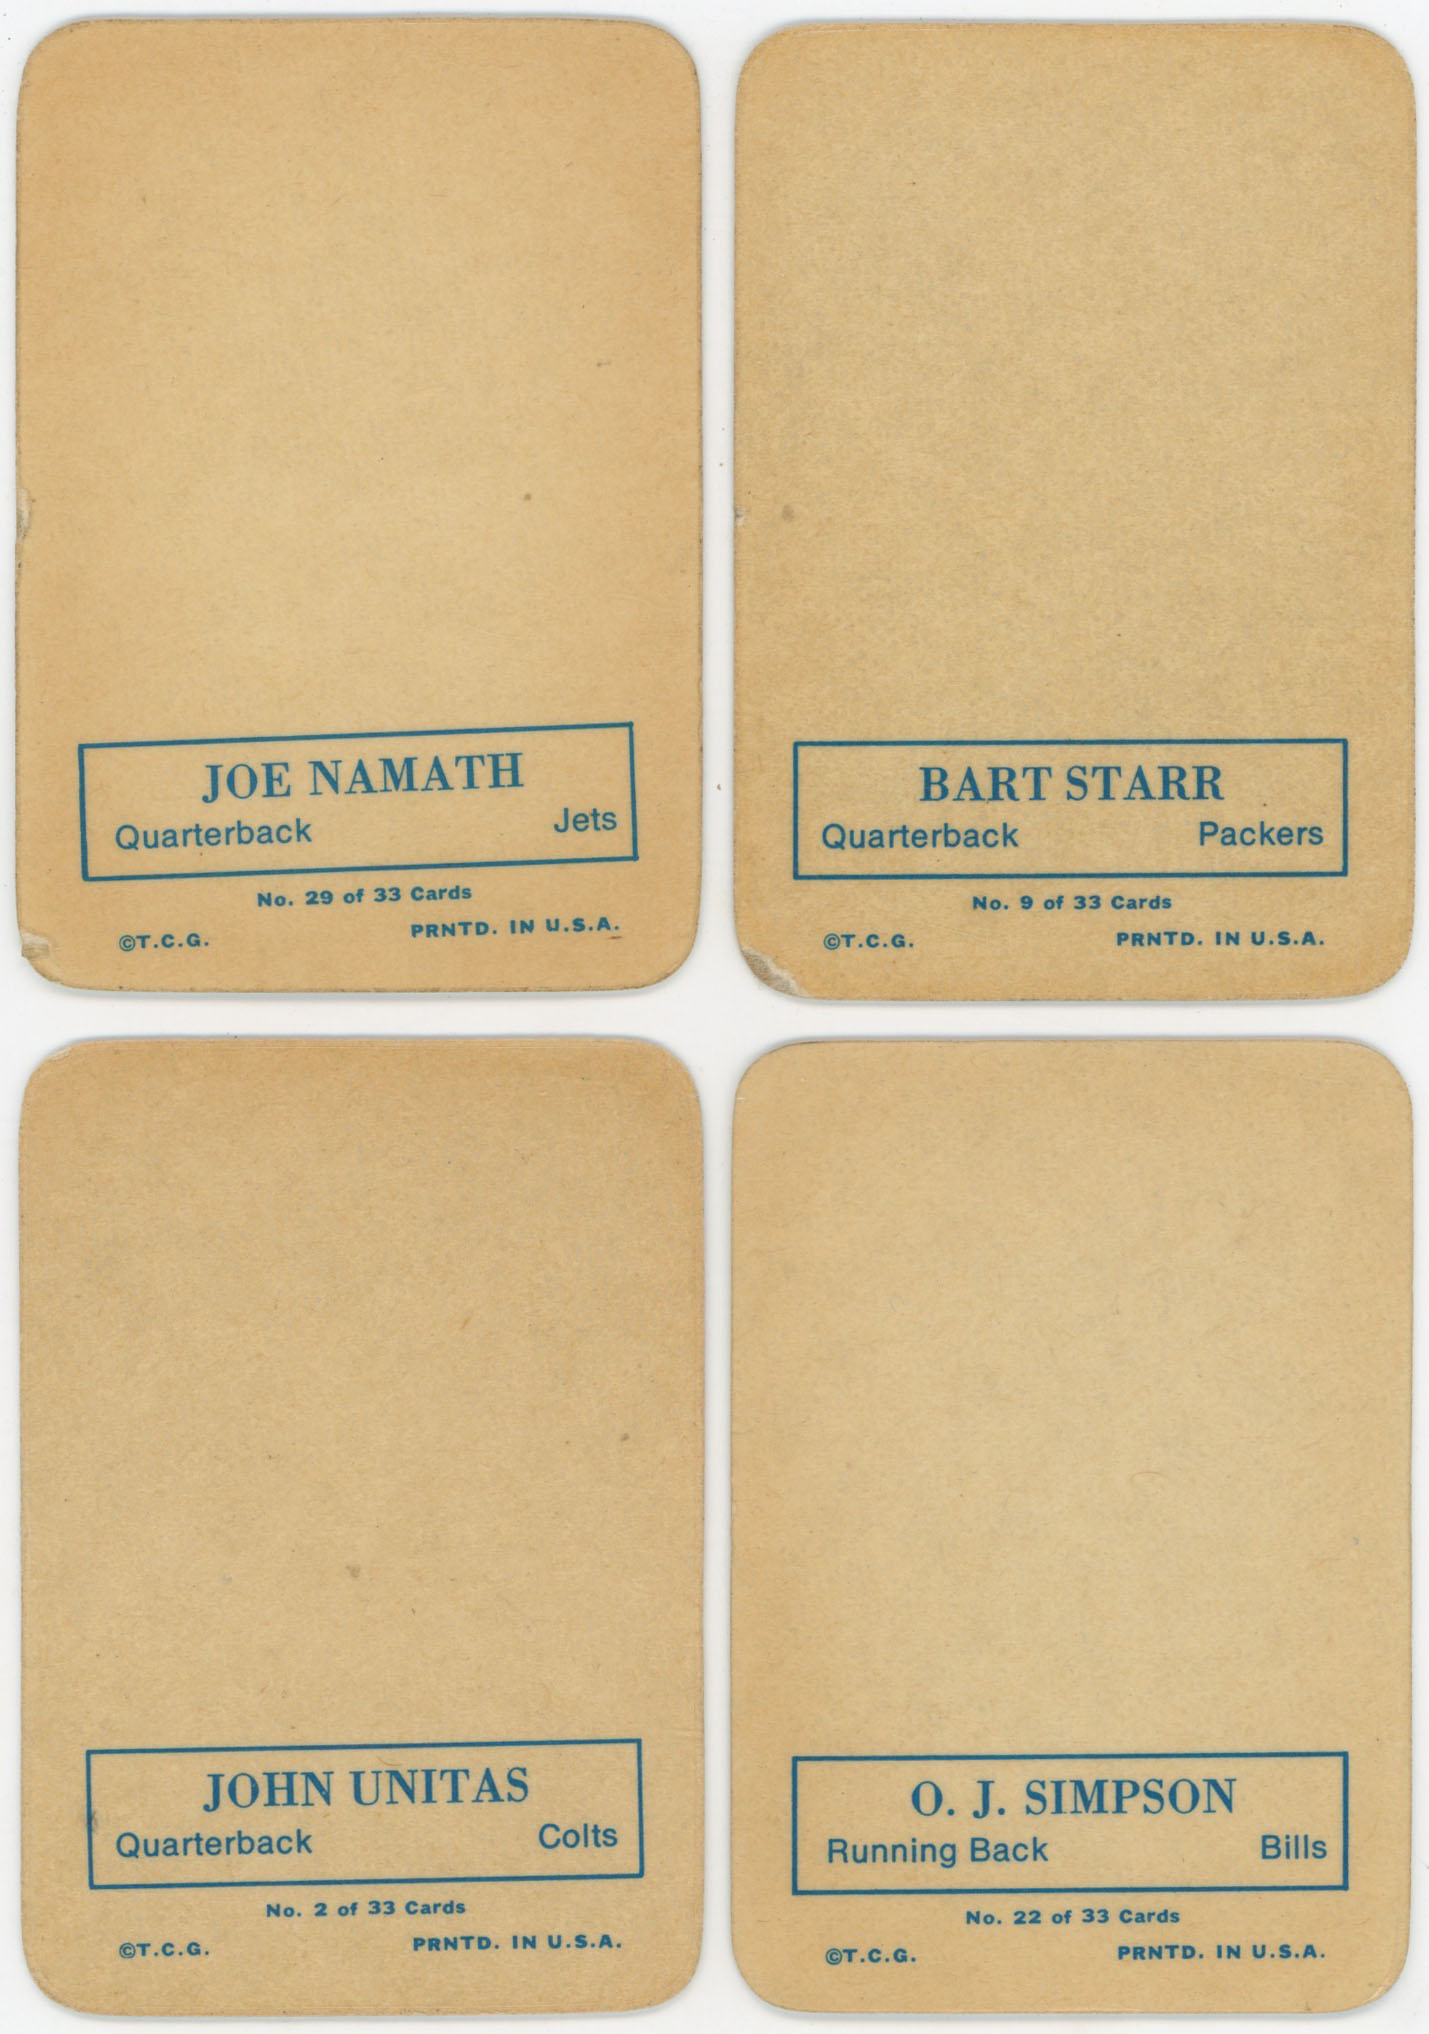 JOE NAMATH
Quarterback Jets
No. 29 of 33 Cards
©T.C.G. PRNTD. IN U.S.A.
BART STARR
Quarterback Packers
No. 9 of 33 Cards
©T.C.G. PRNTD. IN U.S.A.
JOHN UNITAS
Quarterback Colts
No. 2 of 33 Cards
©T.C.G. PRNTD. IN U.S.A.
O. J. SIMPSON
Running Back Bills
No. 22 of 33 Cards
©T.C.G. PRNTD. IN U.S.A.